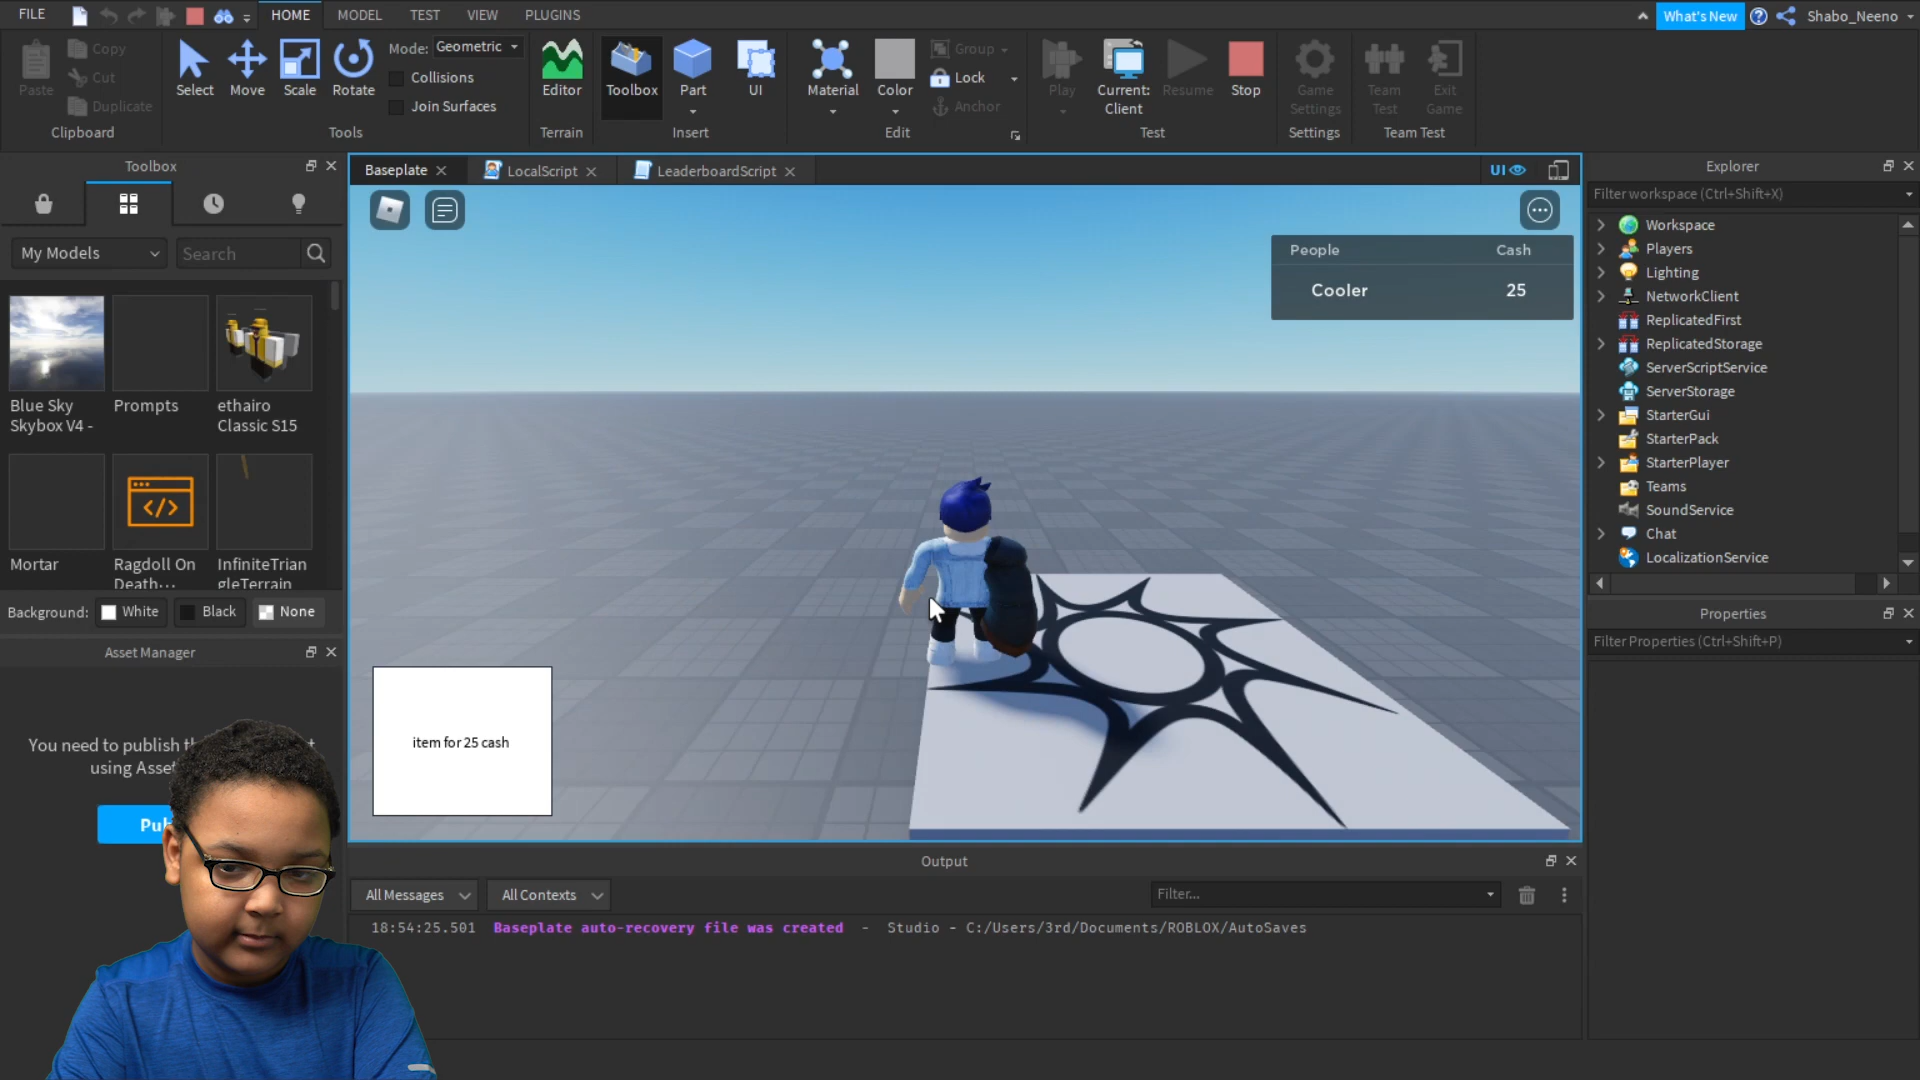 FILE
HOME
MODEL
TEST
VIEW
PLUGINS
What's New
Shabo_Neeno
Paste
Copy
Cut
Duplicate
Clipboard
Select
Move
Scale
Rotate
Mode: Geometric
Collisions
Join Surfaces
Tools
Editor
Terrain
Toolbox
Part
UI
Insert
Material
Color
Group
Lock
Anchor
Edit
Play
Current:
Client
Resume
Stop
Test
Game
Settings
Settings
Team
Test
Exit
Game
Team Test
Toolbox
My Models
Search
Blue Sky
Skybox V4 -
Prompts
ethairo
Classic S15
Mortar
Ragdoll On
Death...
InfiniteTrian
gleTerrain
Background:
White
Black
None
Asset Manager
You need to publish
using
Baseplate
LocalScript
LeaderboardScript
UI
People
Cash
Cooler
25
item for 25 cash
Output
All Messages
All Contexts
Filter...
18:54:25.501 Baseplate auto-recovery file was created - Studio - C:/Users/3rd/Documents/ROBLOX/AutoSaves
Explorer
Filter workspace (Ctrl+Shift+X)
Workspace
Players
Lighting
NetworkClient
ReplicatedFirst
ReplicatedStorage
ServerScriptService
ServerStorage
StarterGui
StarterPack
StarterPlayer
Teams
SoundService
Chat
LocalizationService
Properties
Filter Properties (Ctrl+Shift+P)